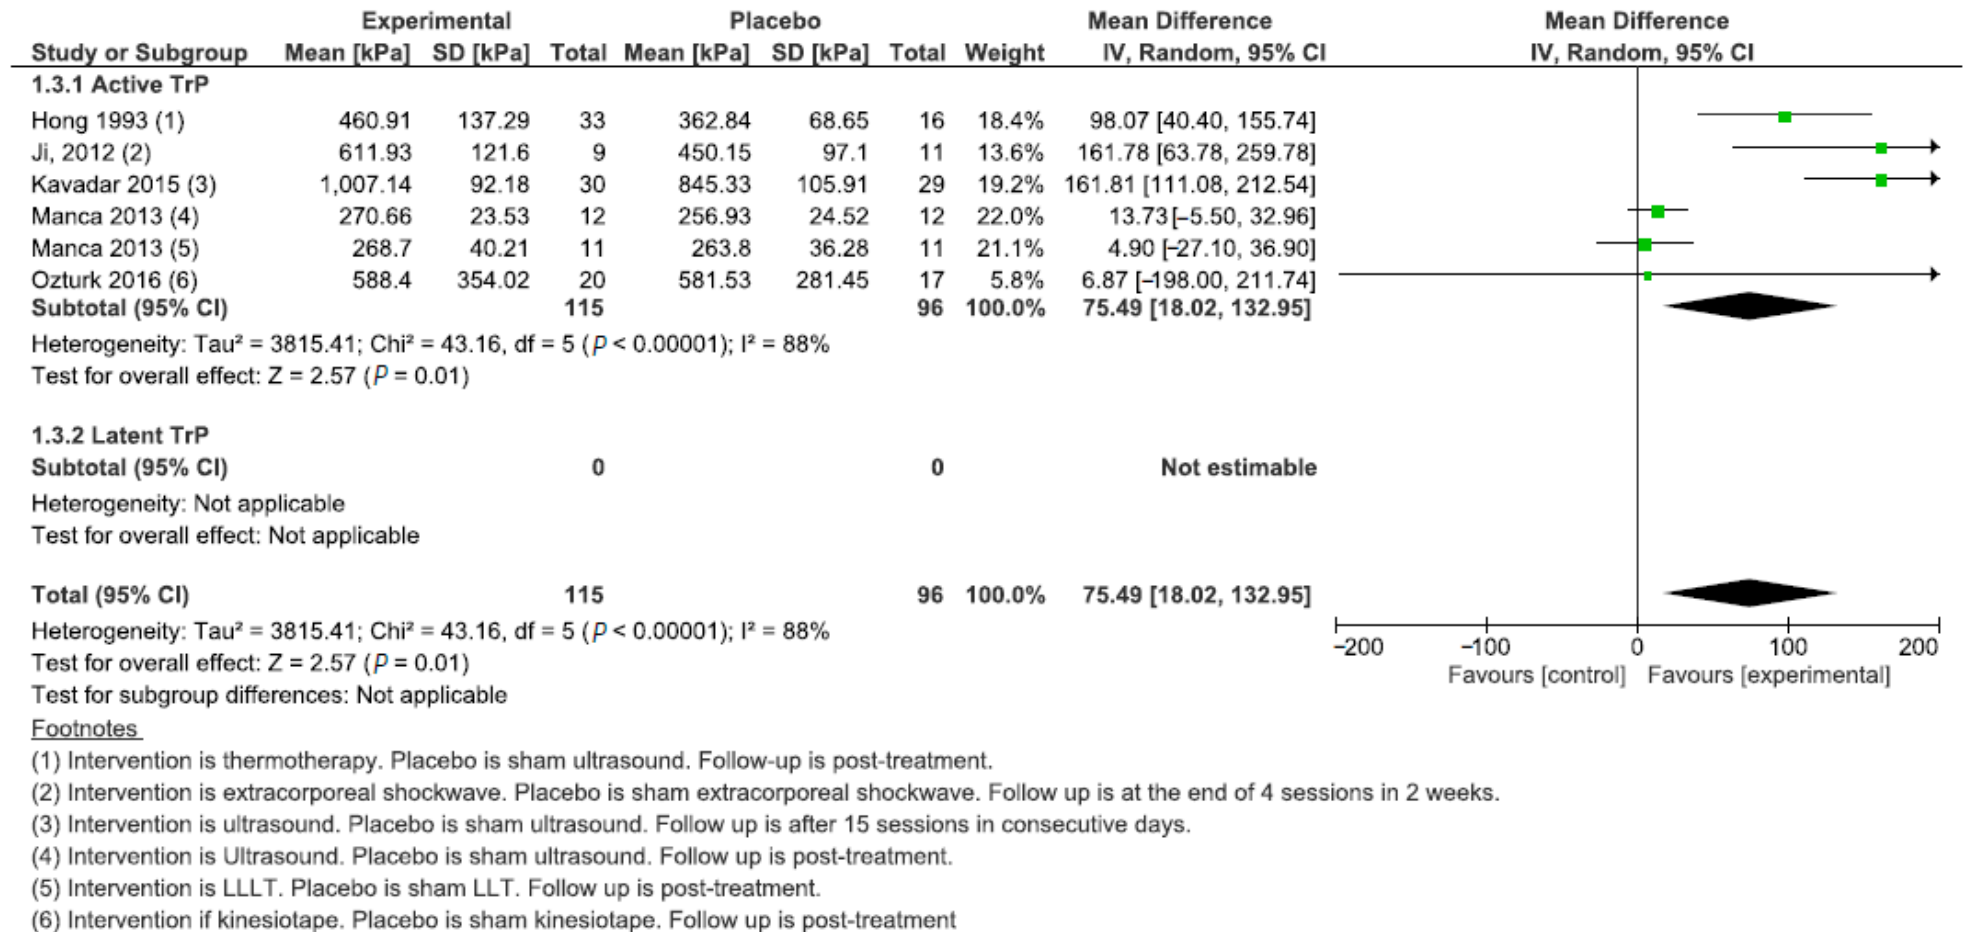 Experimental Placebo Mean Difference Mean Difference
Study or Subgroup Mean [kPa] SD [kPa] Total Mean [kPa] SD [kPa] Total Weight IV, Random, 95% CI IV, Random, 95% CI
1.3.1 Active TrP
Hong 1993 (1) 460.91 137.29 33 362.84 68.65 16 18.4% 98.07 [40.40, 155.74]
Ji, 2012 (2) 611.93 121.6 9 450.15 97.1 11 13.6% 161.78 [63.78, 259.78]
Kavadar 2015 (3) 1,007.14 92.18 30 845.33 105.91 29 19.2% 161.81 [111.08, 212.54]
Manca 2013 (4) 270.66 23.53 12 256.93 24.52 12 22.0% 13.73 [−5.50, 32.96]
Manca 2013 (5) 268.7 40.21 11 263.8 36.28 11 21.1% 4.90 [−27.10, 36.90]
Ozturk 2016 (6) 588.4 354.02 20 581.53 281.45 17 5.8% 6.87 [−198.00, 211.74]
Subtotal (95% CI) 115 96 100.0% 75.49 [18.02, 132.95]
Heterogeneity: Tau² = 3815.41; Chi² = 43.16, df = 5 (P < 0.00001); I² = 88%
Test for overall effect: Z = 2.57 (P = 0.01)
1.3.2 Latent TrP
Subtotal (95% CI) 0 0 Not estimable
Heterogeneity: Not applicable
Test for overall effect: Not applicable
Total (95% CI) 115 96 100.0% 75.49 [18.02, 132.95]
Heterogeneity: Tau² = 3815.41; Chi² = 43.16, df = 5 (P < 0.00001); I² = 88%
Test for overall effect: Z = 2.57 (P = 0.01)
Test for subgroup differences: Not applicable
−200 −100 0 100 200
Favours [control] Favours [experimental]
Footnotes
(1) Intervention is thermotherapy. Placebo is sham ultrasound. Follow-up is post-treatment.
(2) Intervention is extracorporeal shockwave. Placebo is sham extracorporeal shockwave. Follow up is at the end of 4 sessions in 2 weeks.
(3) Intervention is ultrasound. Placebo is sham ultrasound. Follow up is after 15 sessions in consecutive days.
(4) Intervention is Ultrasound. Placebo is sham ultrasound. Follow up is post-treatment.
(5) Intervention is LLLT. Placebo is sham LLT. Follow up is post-treatment.
(6) Intervention if kinesiotape. Placebo is sham kinesiotape. Follow up is post-treatment